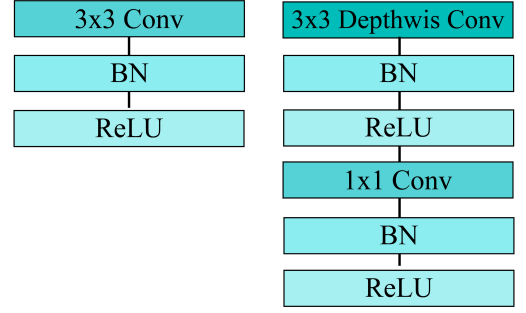 3x3 Conv
BN
ReLU
3x3 Depthwis Conv
BN
ReLU
1x1 Conv
BN
ReLU